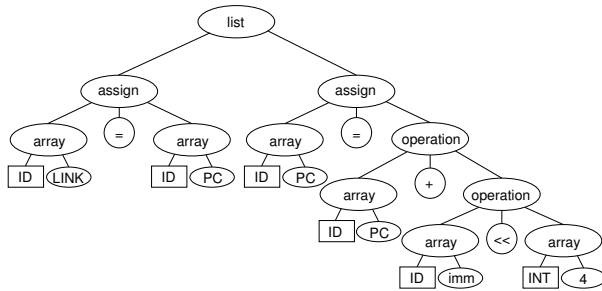 list
assign assign
array = array array = operation
ID LINK ID PC ID PC array + operation
ID PC array << array
ID imm INT 4